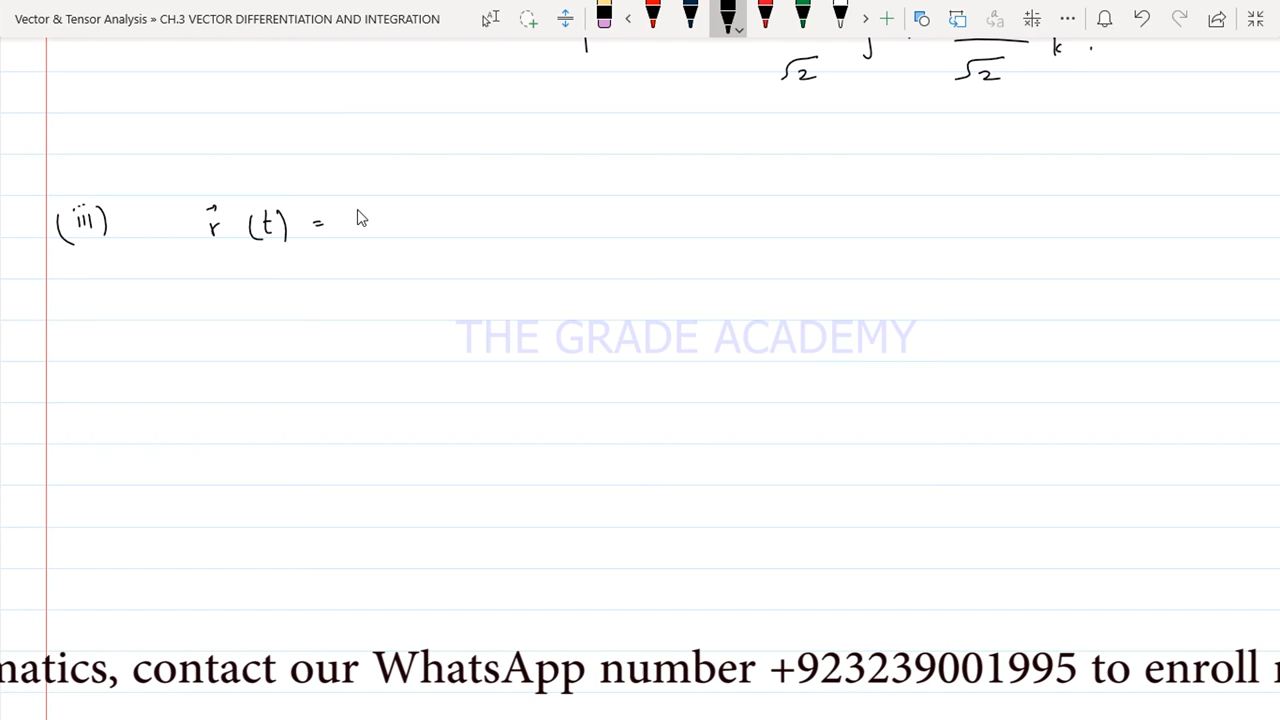 Vector & Tensor Analysis » CH.3 VECTOR DIFFERENTIATION AND INTEGRATION
√2 j √2 k .
(iii) r⃗ (t) =
THE GRADE ACADEMY
matics, contact our WhatsApp number +923239001995 to enroll